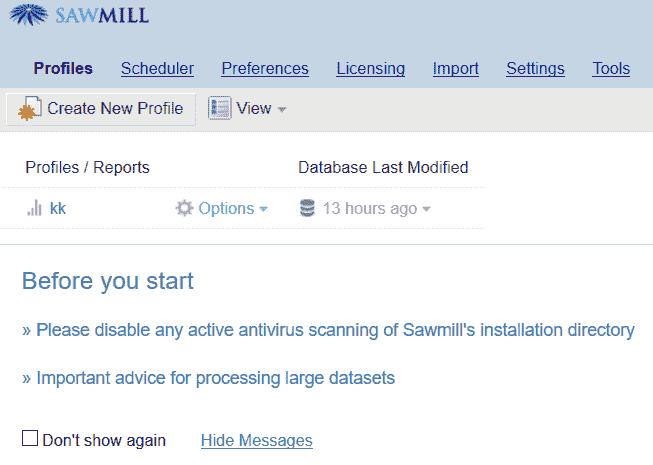 SAWMILL
Profiles Scheduler Preferences Licensing Import Settings Tools
Create New Profile View
Profiles / Reports Database Last Modified
kk Options 13 hours ago
Before you start
» Please disable any active antivirus scanning of Sawmill's installation directory
» Important advice for processing large datasets
Don't show again Hide Messages